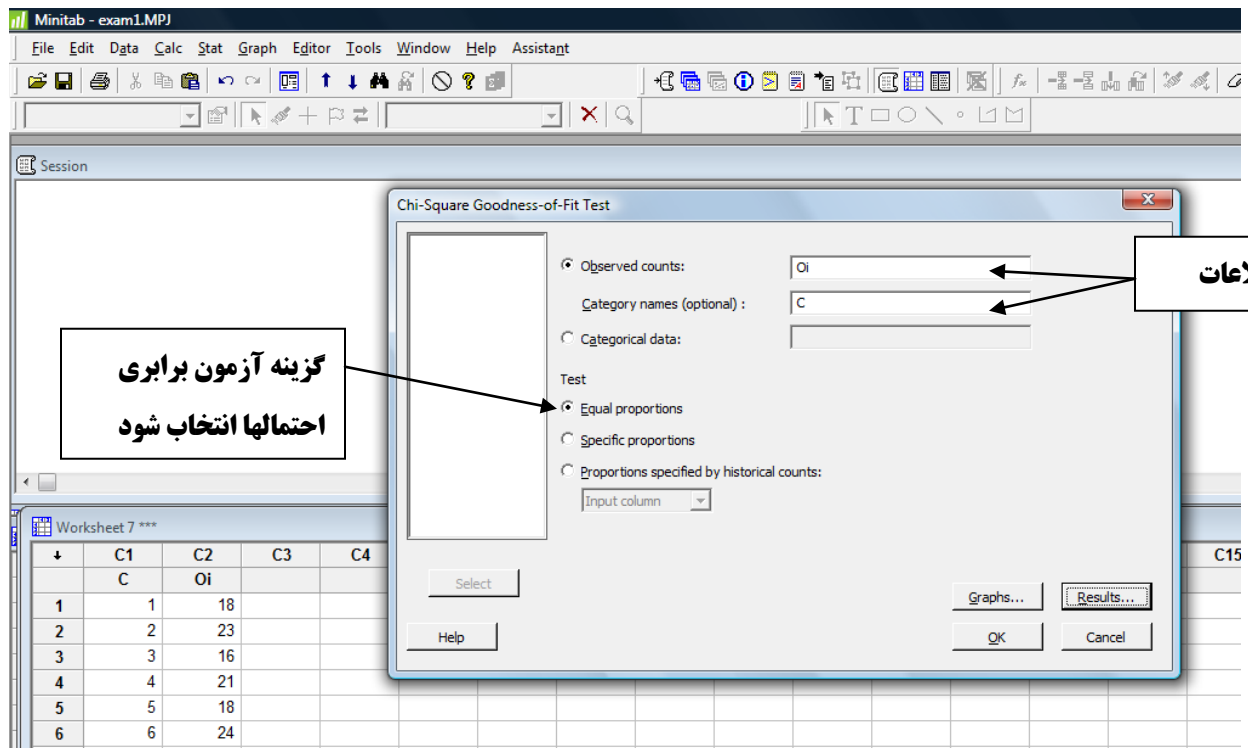 Minitab - exam1.MPJ
File Edit Data Calc Stat Graph Editor Tools Window Help Assistant
Session
Chi-Square Goodness-of-Fit Test
Observed counts: Oi
Category names (optional) : C
Categorical data:
Test
Equal proportions
Specific proportions
Proportions specified by historical counts:
Input column
Select
Graphs... Results...
Help OK Cancel
گزینه آزمون برابری
احتمالها انتخاب شود
Worksheet 7 ***
C1 C2 C3 C4 C15
C Oi
1 1 18
2 2 23
3 3 16
4 4 21
5 5 18
6 6 24